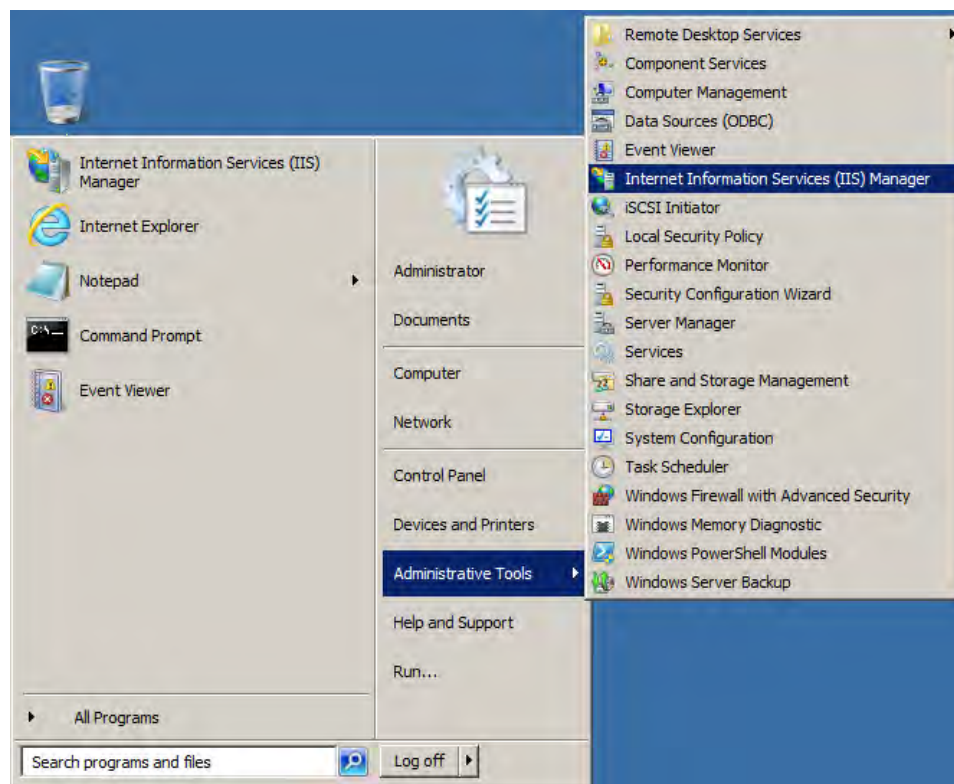 Internet Information Services (IIS)
Manager
Internet Explorer
Notepad
C:\
Command Prompt
Event Viewer
All Programs
Search programs and files
Administrator
Documents
Computer
Network
Control Panel
Devices and Printers
Administrative Tools
Help and Support
Run...
Log off
Remote Desktop Services
Component Services
Computer Management
Data Sources (ODBC)
Event Viewer
Internet Information Services (IIS) Manager
iSCSI Initiator
Local Security Policy
Performance Monitor
Security Configuration Wizard
Server Manager
Services
Share and Storage Management
Storage Explorer
System Configuration
Task Scheduler
Windows Firewall with Advanced Security
Windows Memory Diagnostic
Windows PowerShell Modules
Windows Server Backup